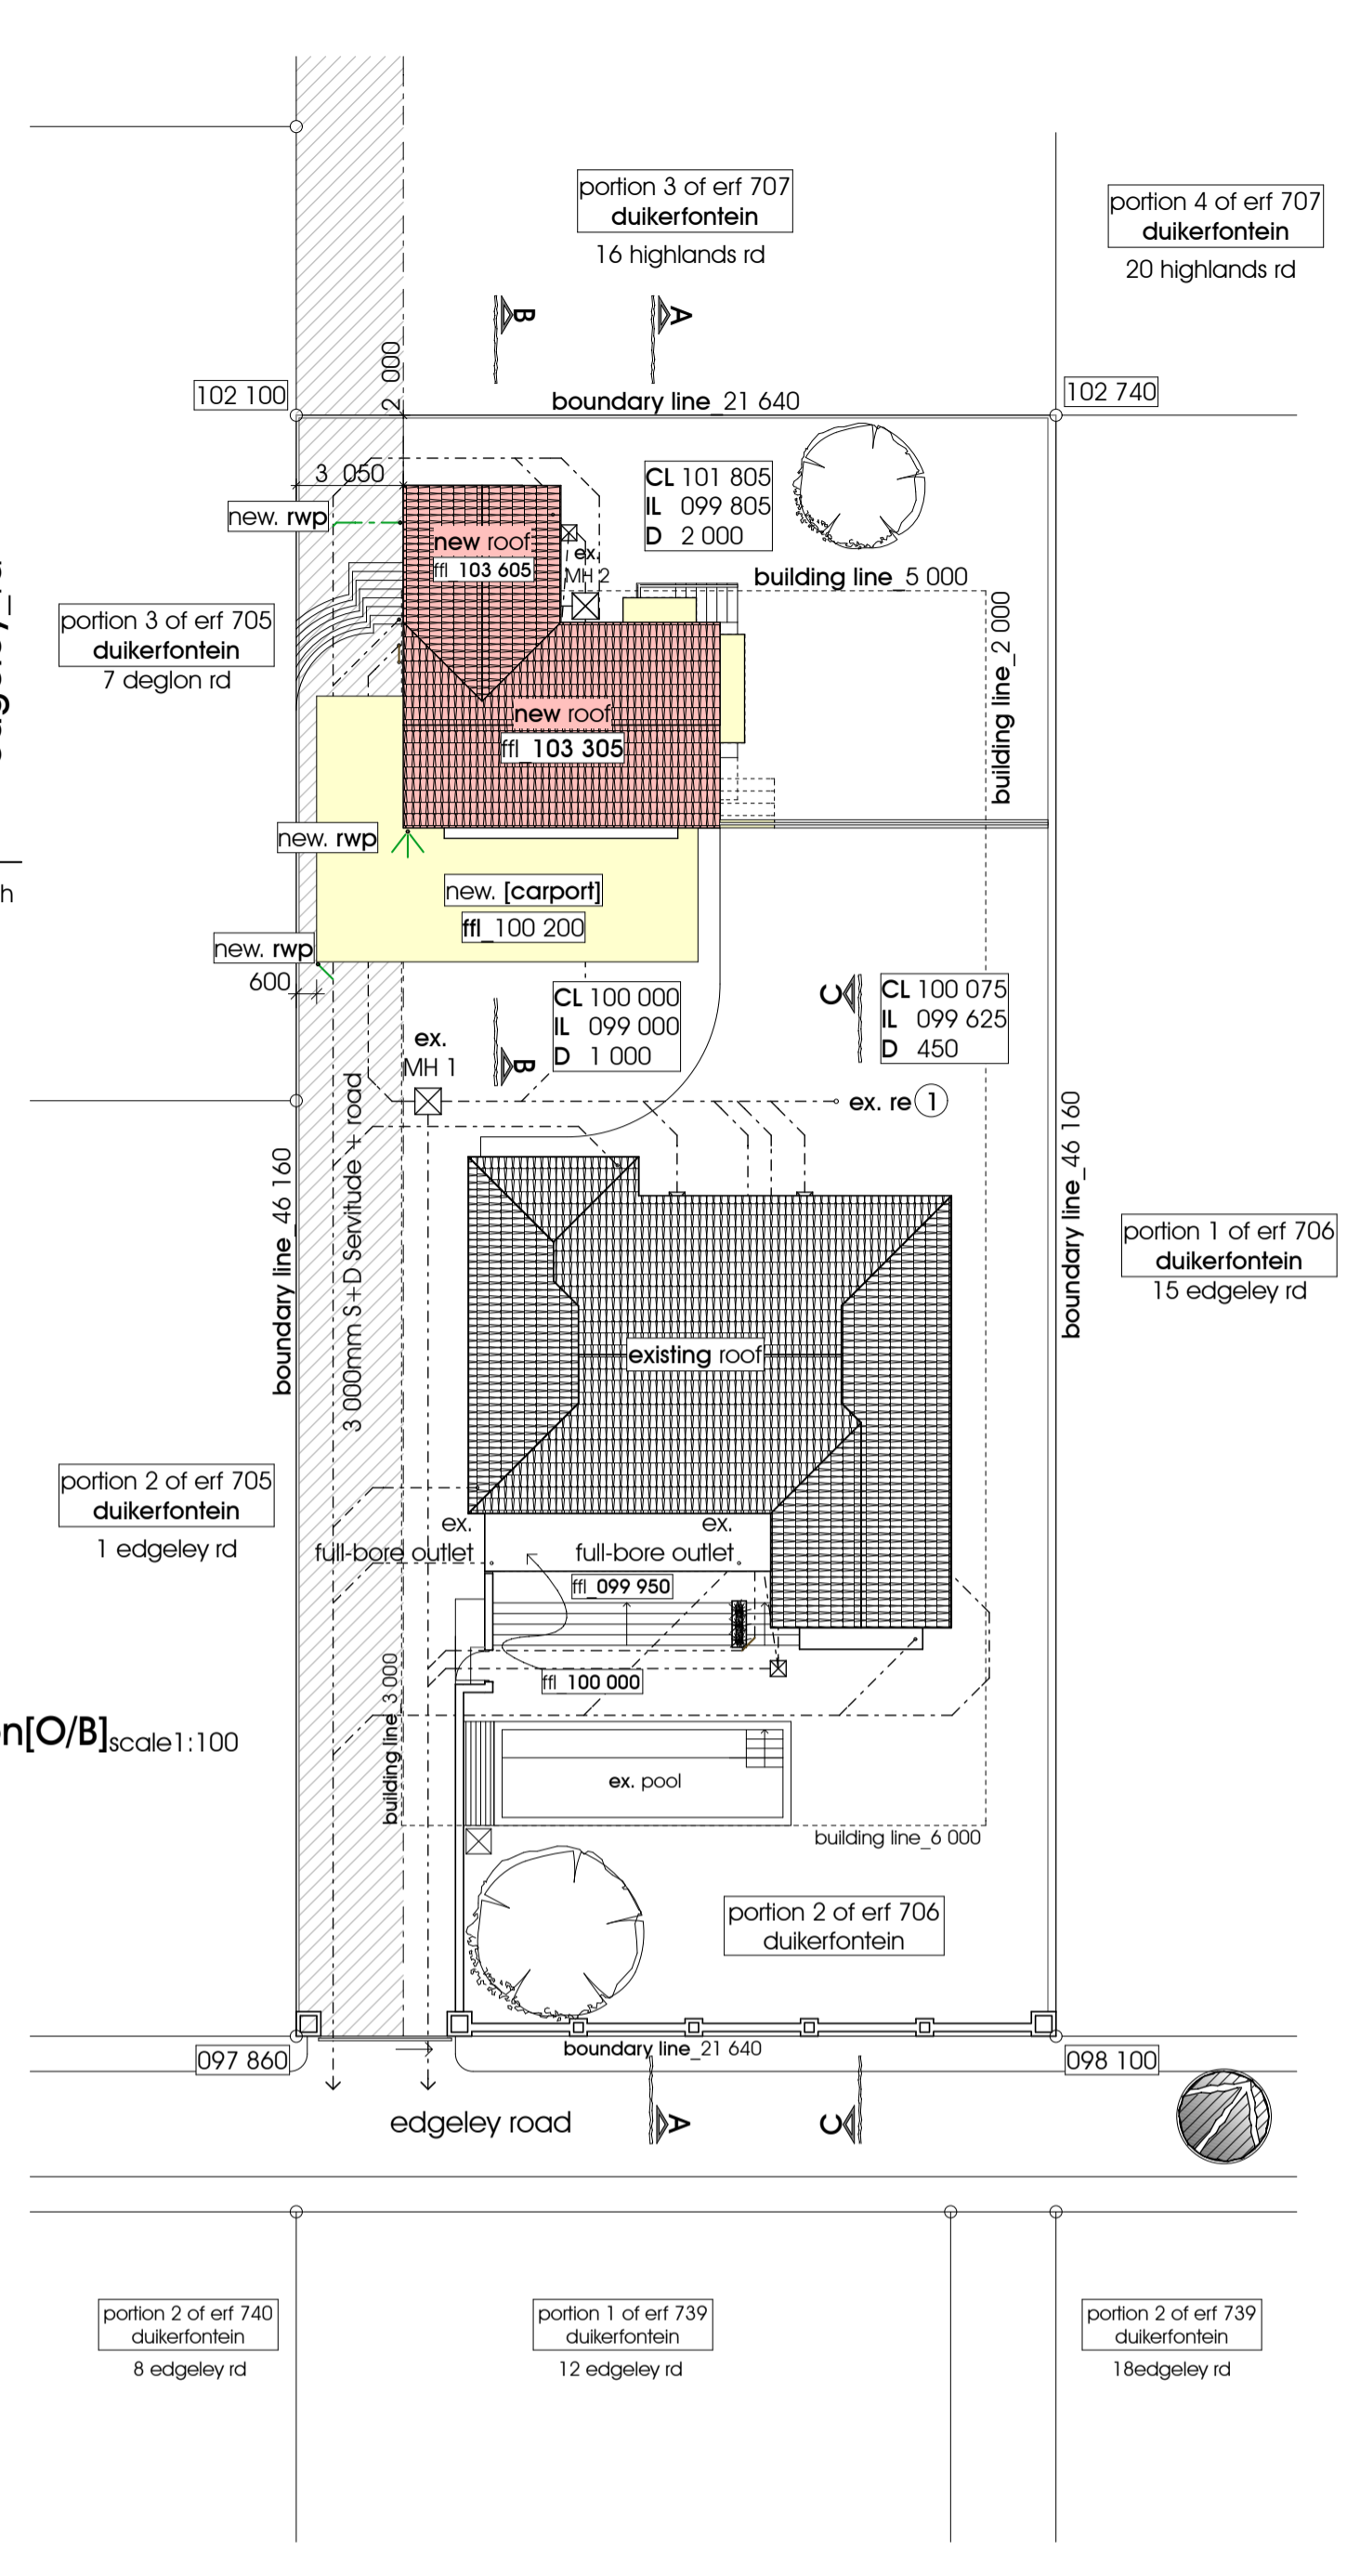 portion 3 of erf 707
duikerfontein
16 highlands rd
portion 4 of erf 707
duikerfontein
20 highlands rd
B
A
102 100
2 000
boundary line_21 640
102 740
3 050
CL 101 805
IL 099 805
D 2 000
new. rwp
new roof
ffl_103 605
ex.
MH 2
building line_5 000
building line_2 000
portion 3 of erf 705
duikerfontein
7 deglon rd
new roof
ffl_103 305
new. rwp
new. [carport]
ffl_100 200
h
new. rwp
600
CL 100 000
IL 099 000
D 1 000
C
CL 100 075
IL 099 625
D 450
ex.
MH 1
B
ex. re 1
3 000mm S+D Servitude + road
boundary line_46 160
boundary line_46 160
portion 1 of erf 706
duikerfontein
15 edgeley rd
existing roof
portion 2 of erf 705
duikerfontein
1 edgeley rd
ex.
full-bore outlet
ex.
full-bore outlet
ffl_099 950
ffl_100 000
building line_3 000
n[O/B]scale1:100
ex. pool
building line_6 000
portion 2 of erf 706
duikerfontein
boundary line_21 640
097 860
098 100
edgeley road
A
C
portion 2 of erf 740
duikerfontein
8 edgeley rd
portion 1 of erf 739
duikerfontein
12 edgeley rd
portion 2 of erf 739
duikerfontein
18edgeley rd